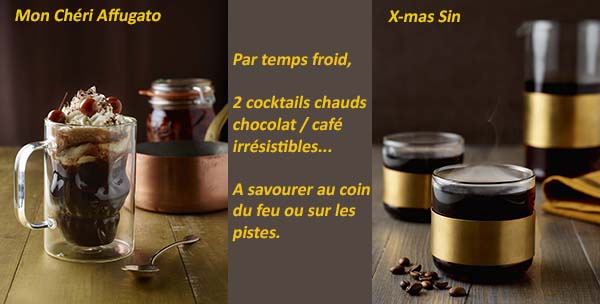 Mon Chéri Affugato
Par temps froid,
2 cocktails chauds
chocolat / café
irrésistibles...
A savourer au coin
du feu ou sur les
pistes.
X-mas Sin